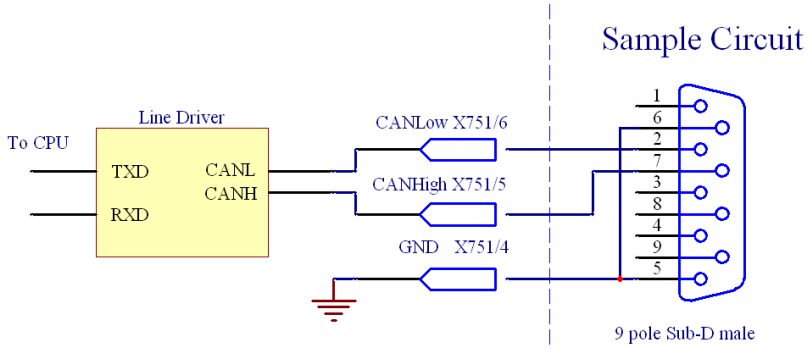 Sample Circuit
Line Driver
To CPU
TXD
RXD
CANL
CANH
CANLow X751/6
CANHigh X751/5
GND X751/4
1
6
2
7
3
8
4
9
5
9 pole Sub-D male